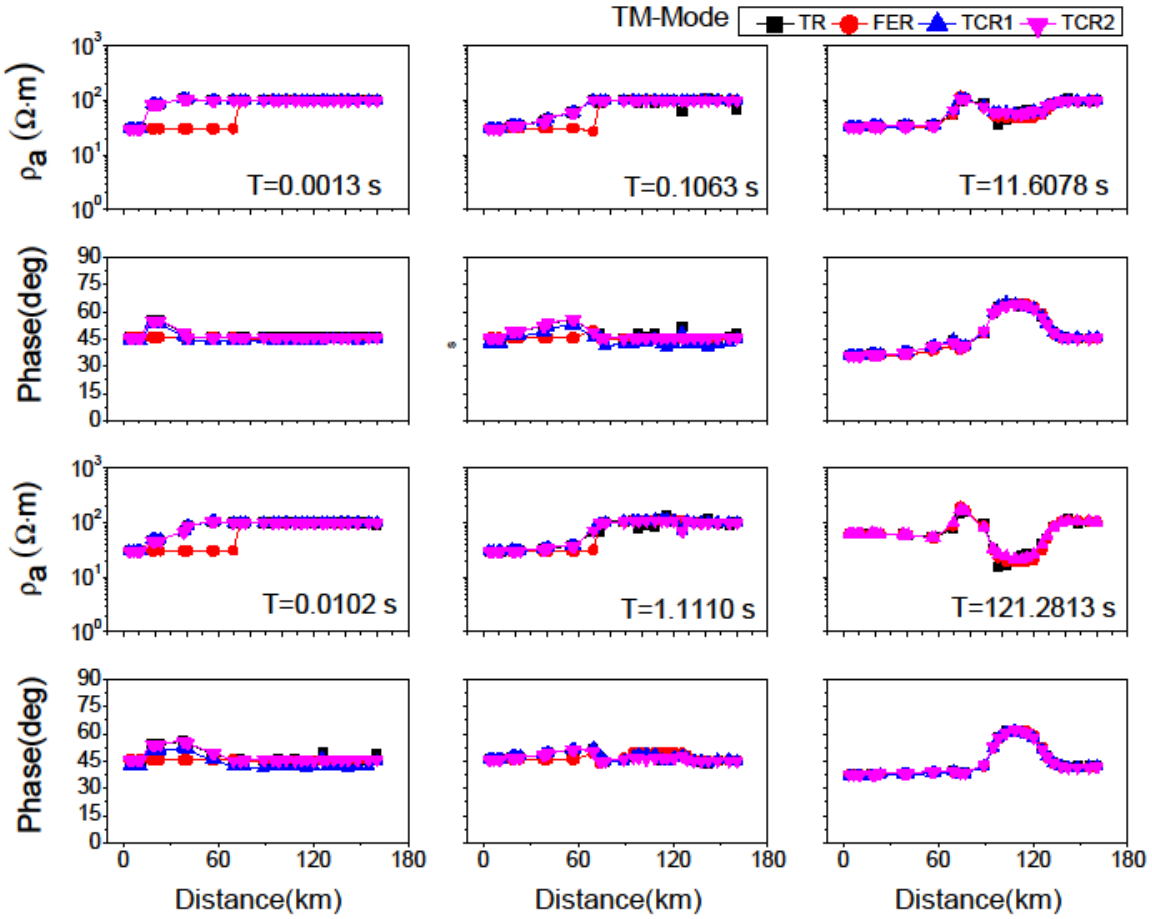 TM-Mode TR FER TCR1 TCR2
ρa (Ω·m)
10³
10²
10¹
10⁰
T=0.0013 s
T=0.1063 s
T=11.6078 s
Phase(deg)
90
75
60
45
30
15
0
s
ρa (Ω·m)
10³
10²
10¹
10⁰
T=0.0102 s
T=1.1110 s
T=121.2813 s
Phase(deg)
90
75
60
45
30
15
0
0 60 120 180 0 60 120 180 0 60 120 180
Distance(km) Distance(km) Distance(km)